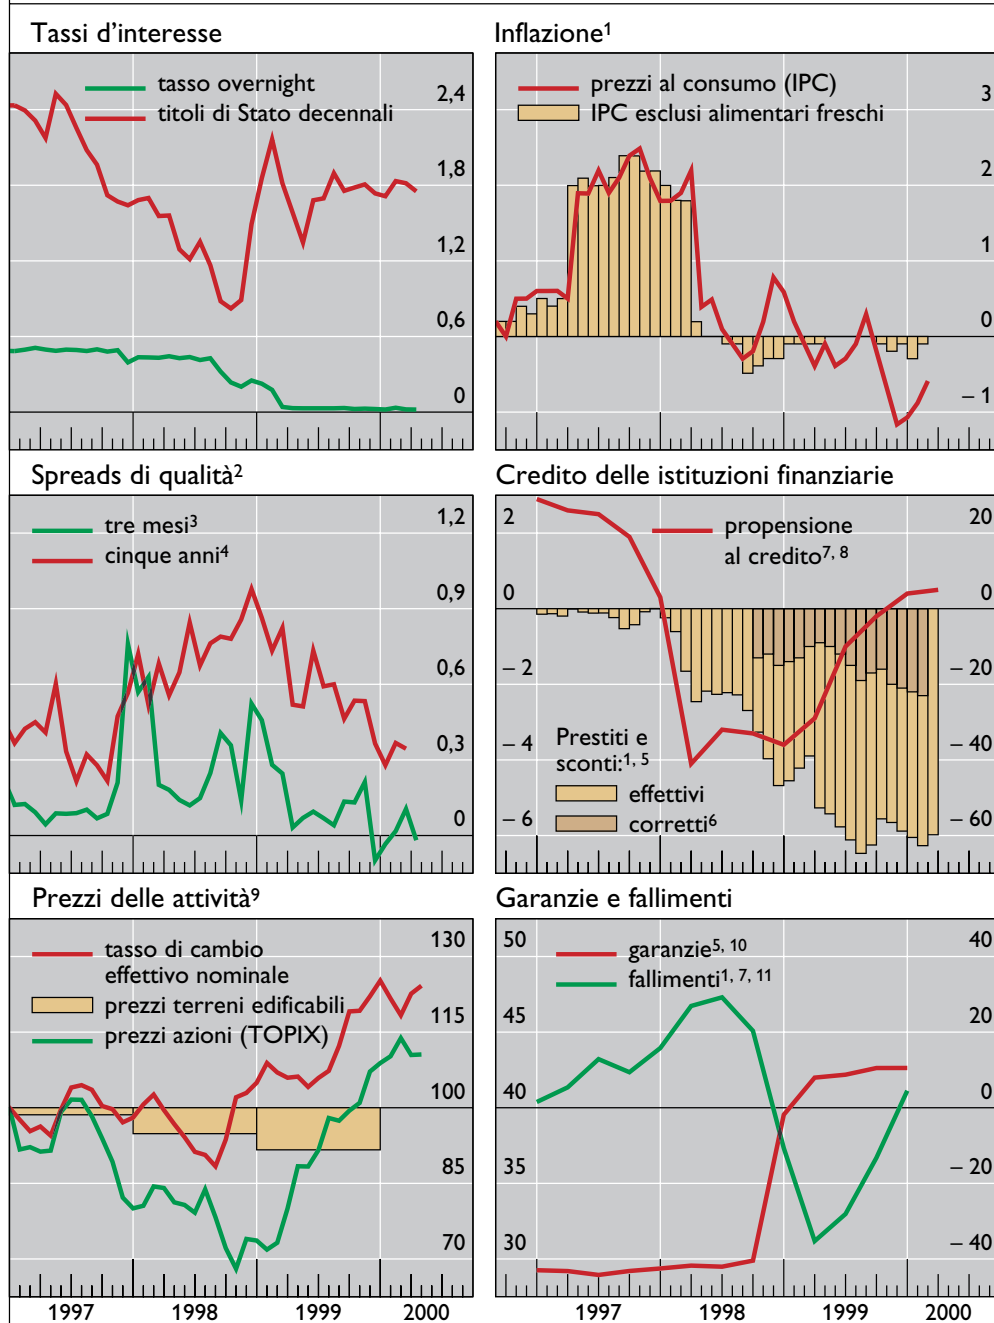 Tassi d'interesse
tasso overnight
titoli di Stato decennali
2,4
1,8
1,2
0,6
0
Inflazione1
prezzi al consumo (IPC)
IPC esclusi alimentari freschi
3
2
1
0
– 1
Spreads di qualità2
tre mesi3
cinque anni4
1,2
0,9
0,6
0,3
0
Credito delle istituzioni finanziarie
propensione
al credito7, 8
2
0
– 2
– 4
– 6
20
0
– 20
– 40
– 60
Prestiti e
sconti:1, 5
effettivi
corretti6
Prezzi delle attività9
tasso di cambio
effettivo nominale
prezzi terreni edificabili
prezzi azioni (TOPIX)
130
115
100
85
70
1997 1998 1999 2000
Garanzie e fallimenti
garanzie5, 10
fallimenti1, 7, 11
50
45
40
35
30
40
20
0
– 20
– 40
1997 1998 1999 2000